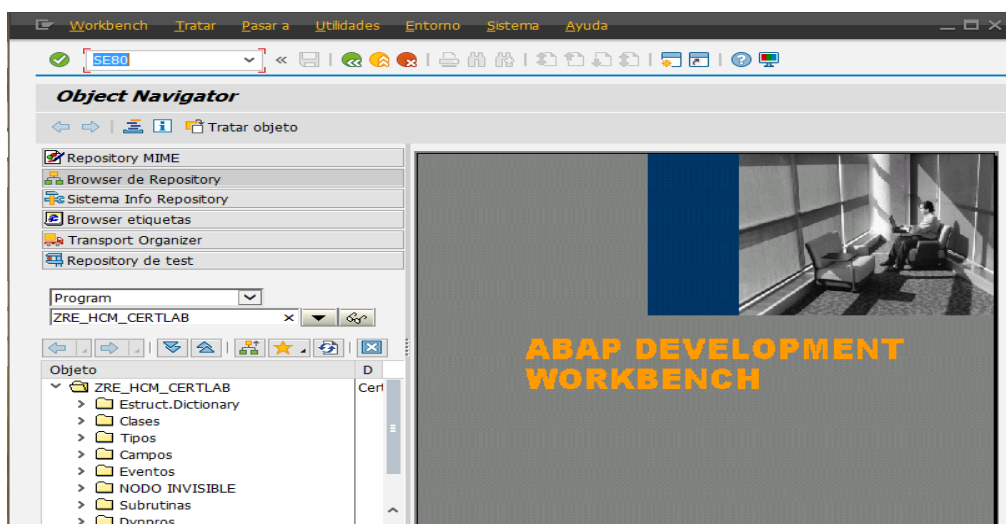 Workbench Tratar Pasar a Utilidades Entorno Sistema Ayuda
SE80
Object Navigator
Tratar objeto
Repository MIME
Browser de Repository
Sistema Info Repository
Browser etiquetas
Transport Organizer
Repository de test
Program
ZRE_HCM_CERTLAB
Objeto D
ZRE_HCM_CERTLAB Cert
Estruct.Dictionary
Clases
Tipos
Campos
Eventos
NODO INVISIBLE
Subrutinas
Dynpros
ABAP DEVELOPMENT
WORKBENCH